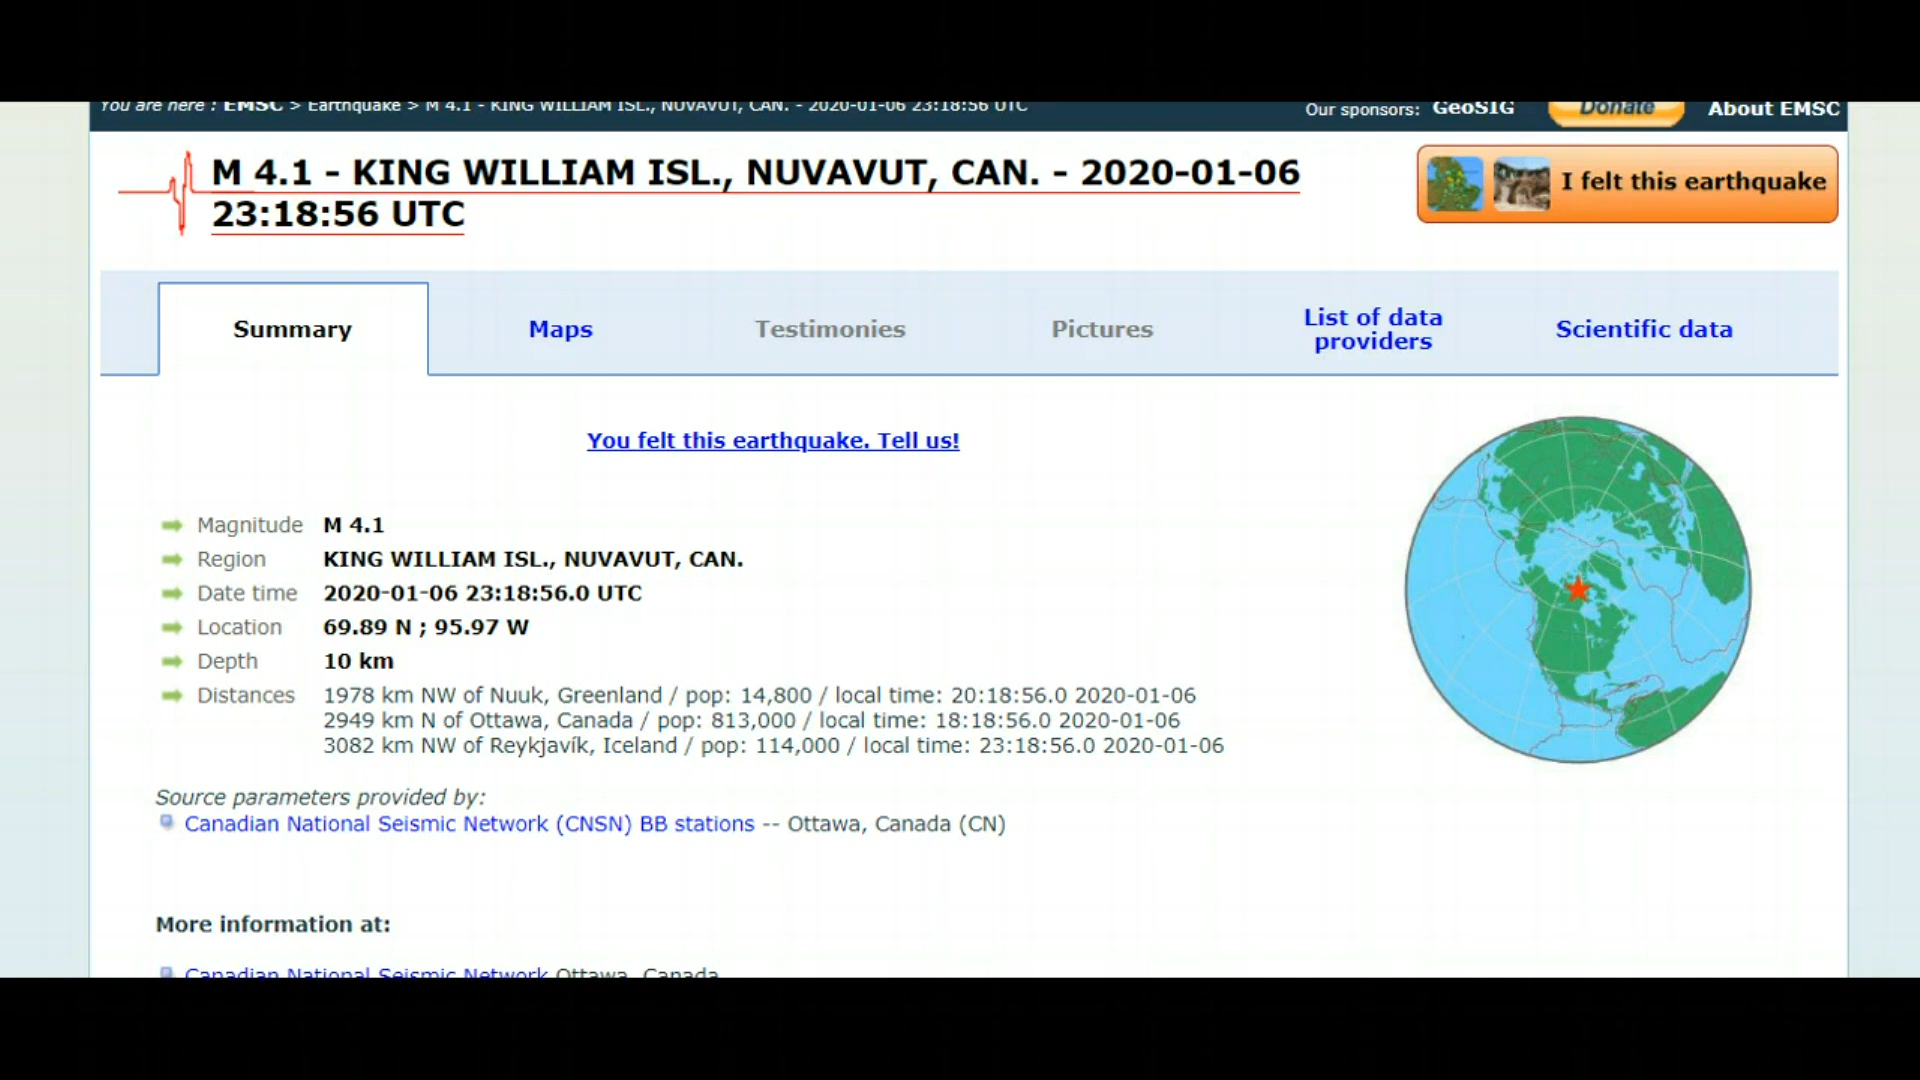 You are here : EMSC > Earthquake > M 4.1 - KING WILLIAM ISL., NUVAVUT, CAN. - 2020-01-06 23:18:56 UTC
Our sponsors: GeoSIG Donate About EMSC
M 4.1 - KING WILLIAM ISL., NUVAVUT, CAN. - 2020-01-06
23:18:56 UTC
I felt this earthquake
Summary Maps Testimonies Pictures List of data
providers Scientific data
You felt this earthquake. Tell us!
Magnitude M 4.1
Region KING WILLIAM ISL., NUVAVUT, CAN.
Date time 2020-01-06 23:18:56.0 UTC
Location 69.89 N ; 95.97 W
Depth 10 km
Distances 1978 km NW of Nuuk, Greenland / pop: 14,800 / local time: 20:18:56.0 2020-01-06
2949 km N of Ottawa, Canada / pop: 813,000 / local time: 18:18:56.0 2020-01-06
3082 km NW of Reykjavík, Iceland / pop: 114,000 / local time: 23:18:56.0 2020-01-06
Source parameters provided by:
Canadian National Seismic Network (CNSN) BB stations -- Ottawa, Canada (CN)
More information at:
Canadian National Seismic Network Ottawa, Canada